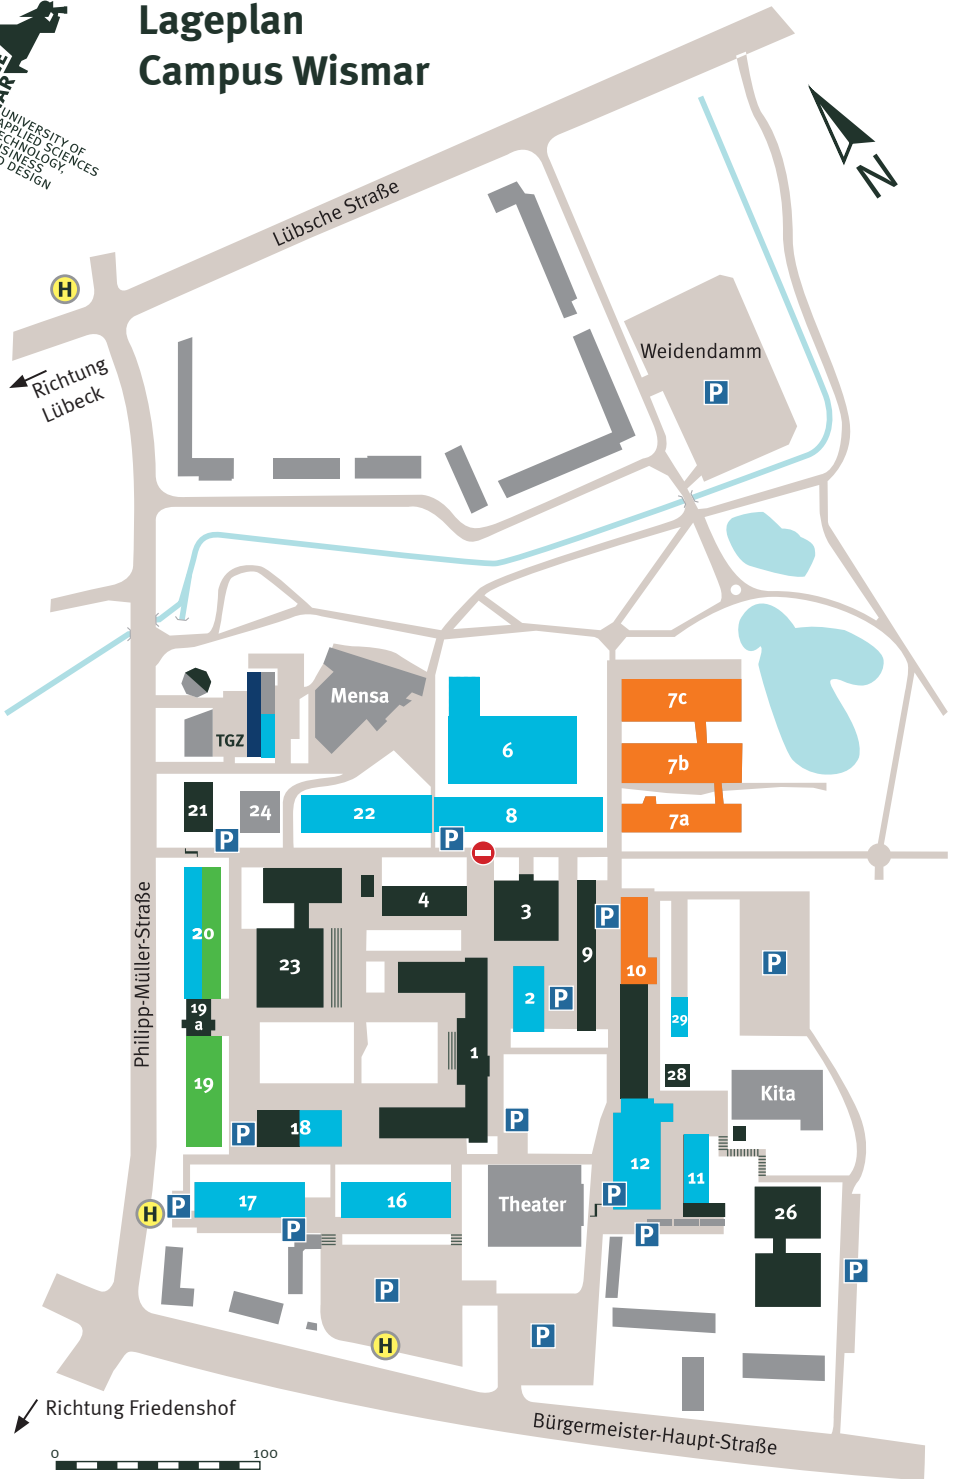 Lageplan
Campus Wismar
UNIVERSITY OF
APPLIED SCIENCES
TECHNOLOGY,
DESIGN
N
Lübsche Straße
H
Richtung
Lübeck
Weidendamm
P
Mensa
TGZ
6
7c
7b
7a
21
24
22
8
P
P
Philipp-Müller-Straße
20
23
4
3
9
P
10
P
2
P
19
a
29
1
28
Kita
19
P
18
P
12
11
H
P
17
16
Theater
P
26
P
P
P
P
P
H
Richtung Friedenshof
Bürgermeister-Haupt-Straße
0
100